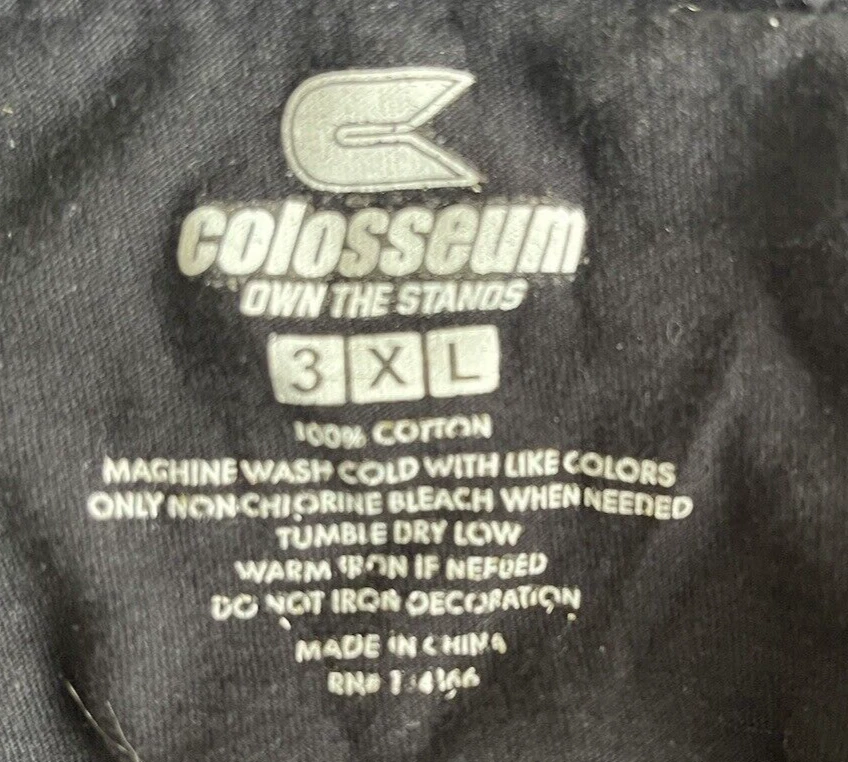 colosseum
OWN THE STANDS
3XL
100% COTTON
MACHINE WASH COLD WITH LIKE COLORS
ONLY NON-CHLORINE BLEACH WHEN NEEDED
TUMBLE DRY LOW
WARM IRON IF NEEDED
DO NOT IRON DECORATION
MADE IN CHINA
RN#